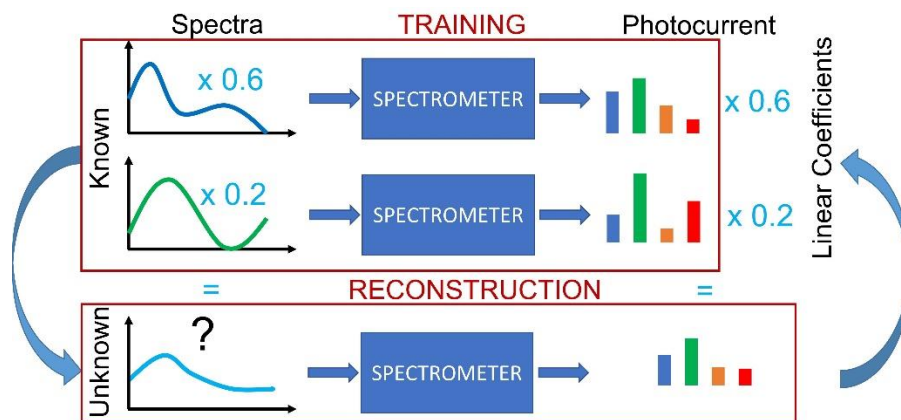 Spectra
TRAINING
Photocurrent
Known
x 0.6
SPECTROMETER
x 0.6
x 0.2
SPECTROMETER
x 0.2
Linear Coefficients
=
RECONSTRUCTION
=
Unknown
?
SPECTROMETER